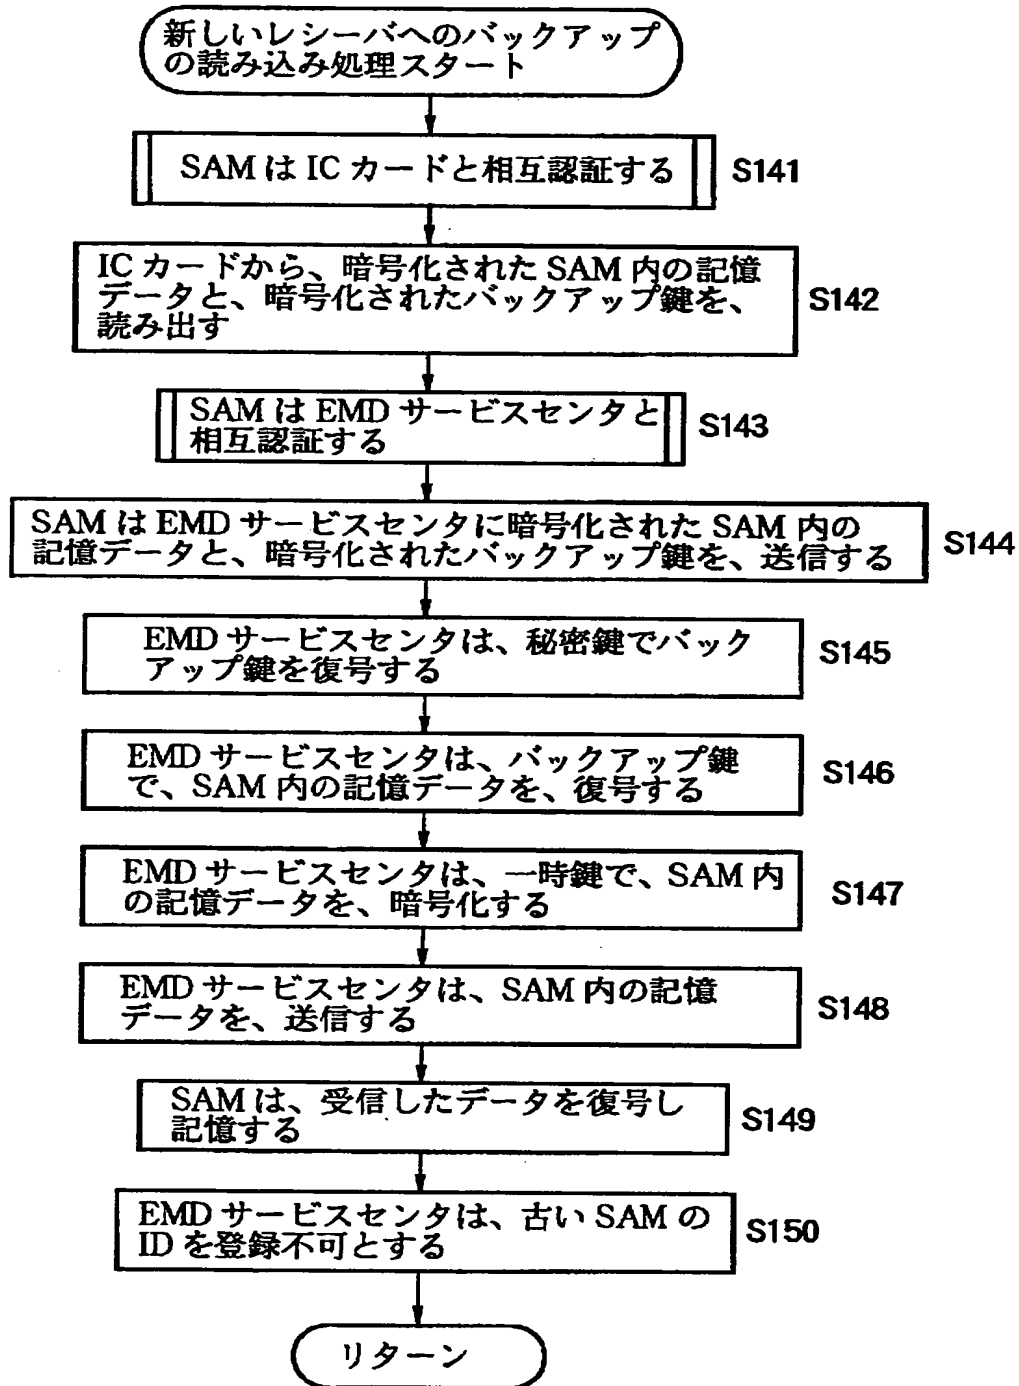 新しいレシーバへのバックアップ
の読み込み処理スタート
SAM は IC カードと相互認証する
S141
IC カードから、暗号化された SAM 内の記憶
データと、暗号化されたバックアップ鍵を、
読み出す
S142
SAM は EMD サービスセンタと
相互認証する
S143
SAM は EMD サービスセンタに暗号化された SAM 内の
記憶データと、暗号化されたバックアップ鍵を、送信する
S144
EMD サービスセンタは、秘密鍵でバック
アップ鍵を復号する
S145
EMD サービスセンタは、バックアップ鍵
で、SAM 内の記憶データを、復号する
S146
EMD サービスセンタは、一時鍵で、SAM 内
の記憶データを、暗号化する
S147
EMD サービスセンタは、SAM 内の記憶
データを、送信する
S148
SAM は、受信したデータを復号し
記憶する
S149
EMD サービスセンタは、古い SAM の
ID を登録不可とする
S150
リターン